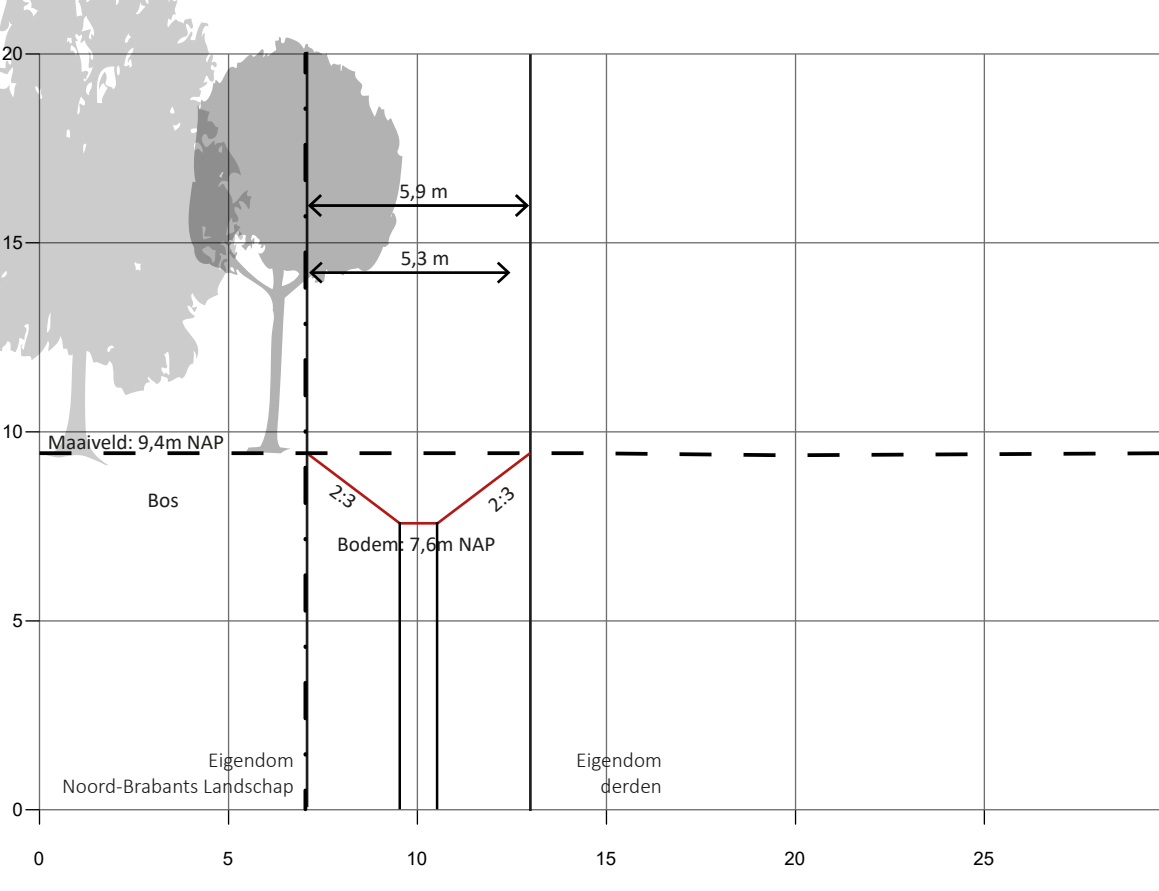 20
5,9 m
15
5,3 m
10
Maaiveld: 9,4m NAP
2:3
2:3
Bos
Bodem: 7,6m NAP
5
Eigendom
Noord-Brabants Landschap
Eigendom
derden
0
0 5 10 15 20 25